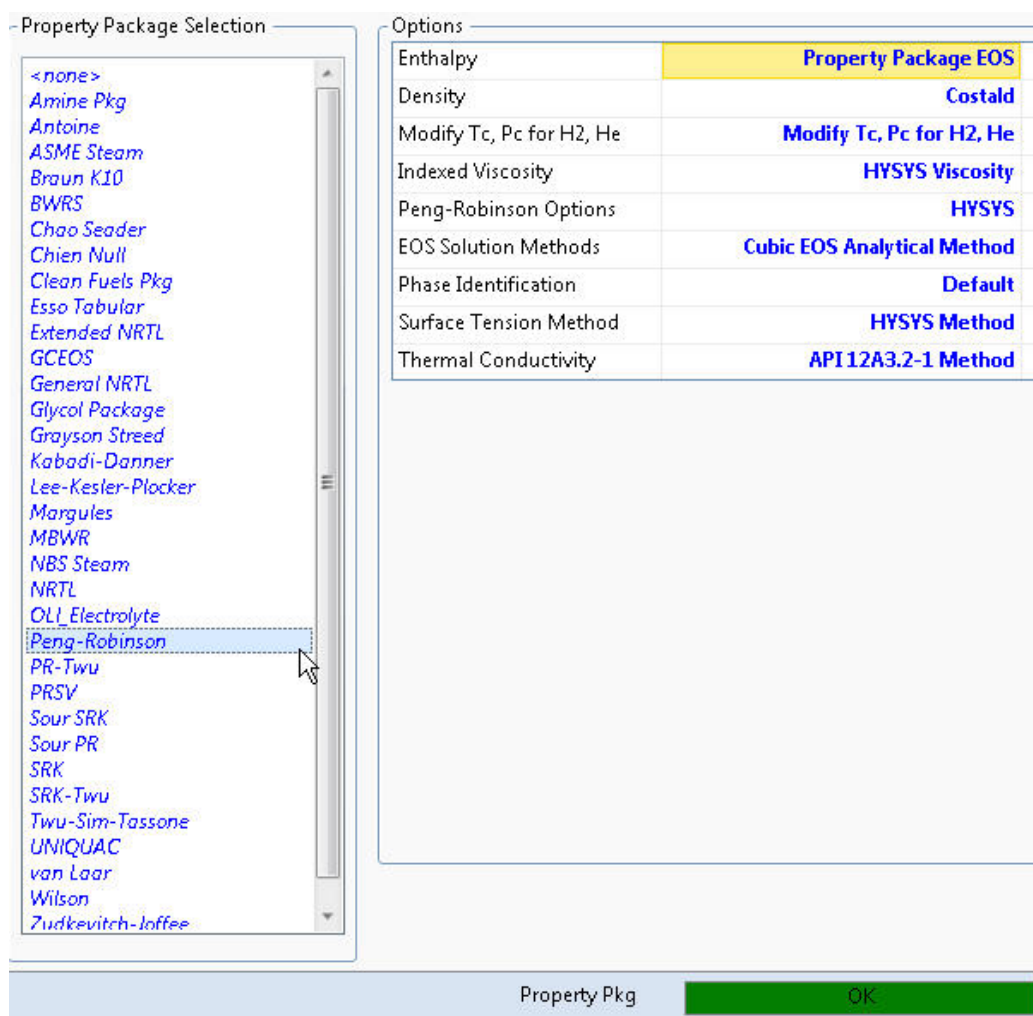 Property Package Selection
<none>
Amine Pkg
Antoine
ASME Steam
Braun K10
BWRS
Chao Seader
Chien Null
Clean Fuels Pkg
Esso Tabular
Extended NRTL
GCEOS
General NRTL
Glycol Package
Grayson Streed
Kabadi-Danner
Lee-Kesler-Plocker
Margules
MBWR
NBS Steam
NRTL
OLI_Electrolyte
Peng-Robinson
PR-Twu
PRSV
Sour SRK
Sour PR
SRK
SRK-Twu
Twu-Sim-Tassone
UNIQUAC
van Laar
Wilson
Zudkevitch-Joffee
Options
Enthalpy Property Package EOS
Density Costald
Modify Tc, Pc for H2, He Modify Tc, Pc for H2, He
Indexed Viscosity HYSYS Viscosity
Peng-Robinson Options HYSYS
EOS Solution Methods Cubic EOS Analytical Method
Phase Identification Default
Surface Tension Method HYSYS Method
Thermal Conductivity API 12A3.2-1 Method
Property Pkg OK